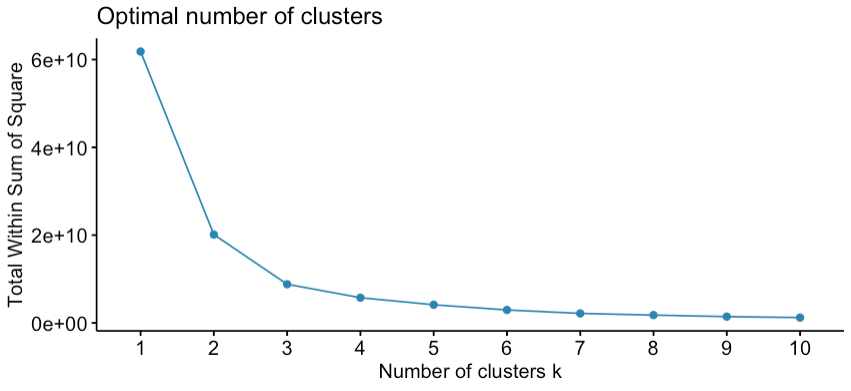 Optimal number of clusters
Total Within Sum of Square
6e+10
4e+10
2e+10
0e+00
1 2 3 4 5 6 7 8 9 10
Number of clusters k